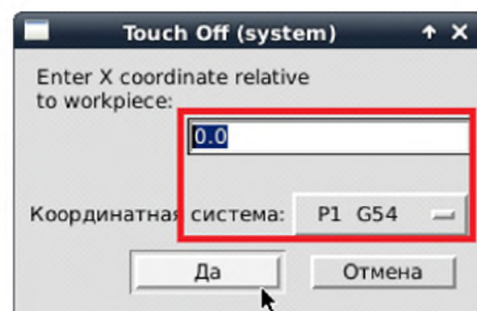 Touch Off (system)
Enter X coordinate relative
to workpiece:
0.0
Координатная система: P1 G54
Да Отмена